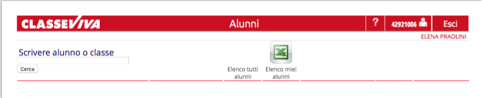 CLASSEVIVA Alunni ? 42921006 Esci
ELENA PRAOLINI
Scrivere alunno o classe
Cerca
Elenco tutti alunni
Elenco miei alunni